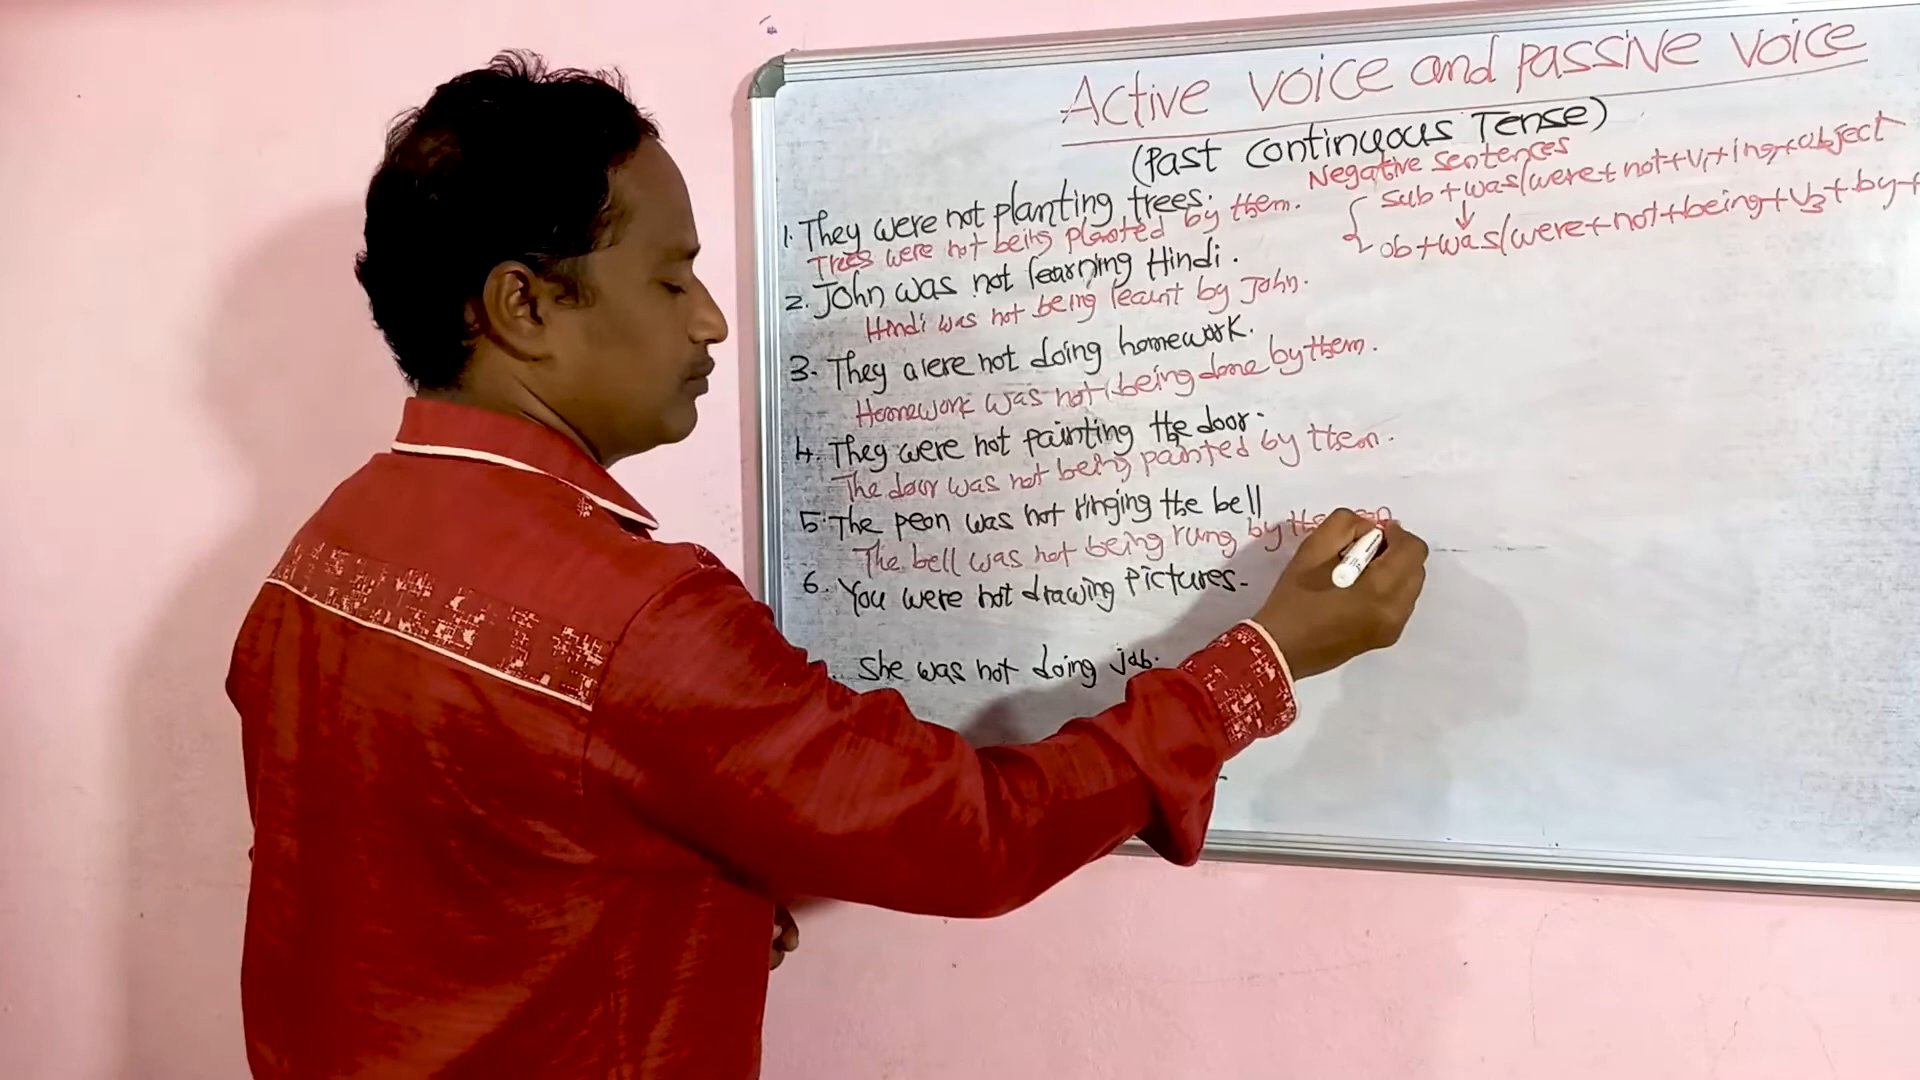 Active voice and passive voice
(Past continuous Tense)
Negative sentences
Sub+was/were+not+V1+ing+object
ob+was/were+not+being+V3+by+
1. They were not planting trees.
Trees were not being planted by them.
2. John was not learning Hindi.
Hindi was not being learnt by John.
3. They were not doing homework.
Homework was not being done by them.
4. They were not painting the door.
The door was not being painted by them.
5. The peon was not ringing the bell
The bell was not being rung by the
6. You were not drawing pictures.
She was not doing job.